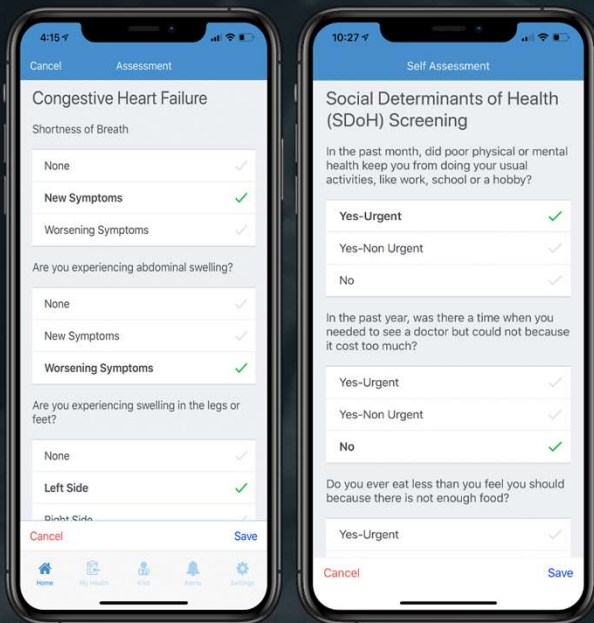 4:15
Cancel Assessment
Congestive Heart Failure
Shortness of Breath
None
New Symptoms
Worsening Symptoms
Are you experiencing abdominal swelling?
None
New Symptoms
Worsening Symptoms
Are you experiencing swelling in the legs or
feet?
None
Left Side
Right Side
Cancel Save
Home My Health Visit Alerts Settings
10:27
Self Assessment
Social Determinants of Health
(SDoH) Screening
In the past month, did poor physical or mental
health keep you from doing your usual
activities, like work, school or a hobby?
Yes-Urgent
Yes-Non Urgent
No
In the past year, was there a time when you
needed to see a doctor but could not because
it cost too much?
Yes-Urgent
Yes-Non Urgent
No
Do you ever eat less than you feel you should
because there is not enough food?
Yes-Urgent
Cancel Save